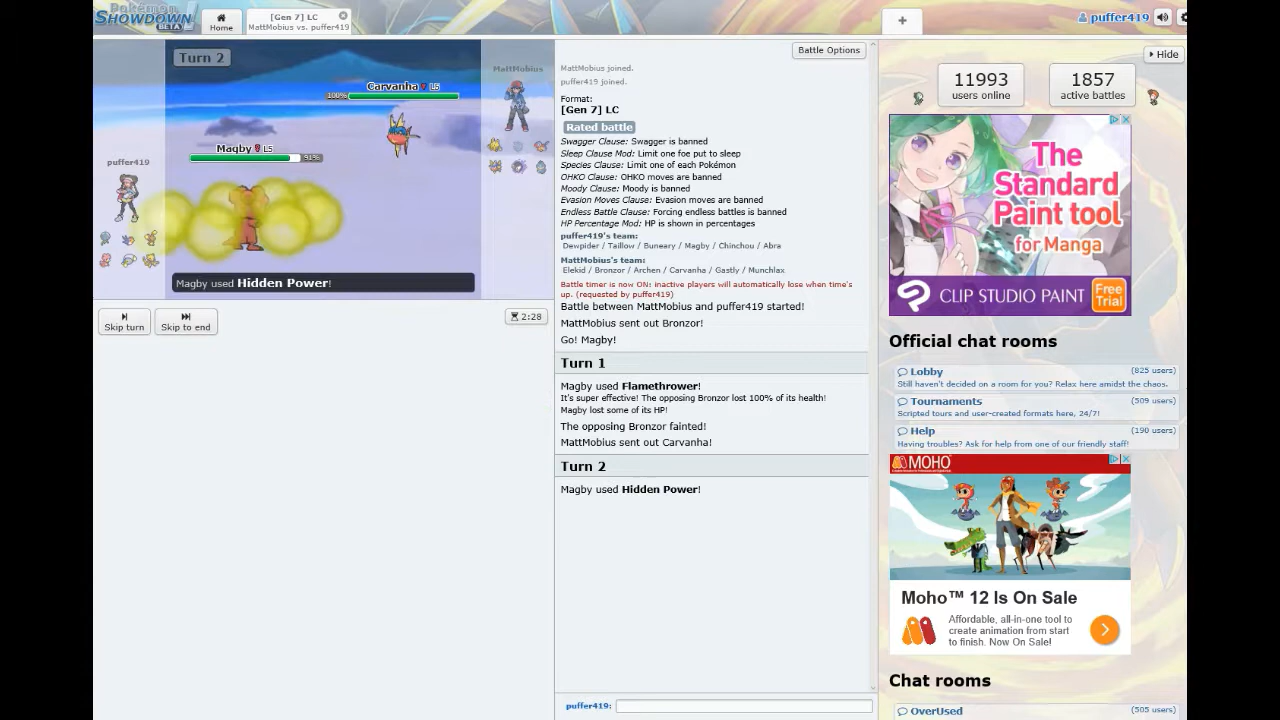 Pokémon
SHOWDOWN
BETA
Home
[Gen 7] LC
MattMobius vs. puffer419
+
puffer419
Turn 2
Carvanha L5
100%
Magby L5
91%
puffer419
MattMobius
Magby used Hidden Power!
Skip turn
Skip to end
2:28
Battle Options
MattMobius joined.
puffer419 joined.
Format:
[Gen 7] LC
Rated battle
Swagger Clause: Swagger is banned
Sleep Clause Mod: Limit one foe put to sleep
Species Clause: Limit one of each Pokémon
OHKO Clause: OHKO moves are banned
Moody Clause: Moody is banned
Evasion Moves Clause: Evasion moves are banned
Endless Battle Clause: Forcing endless battles is banned
HP Percentage Mod: HP is shown in percentages
puffer419's team:
Dewpider / Taillow / Buneary / Magby / Chinchou / Abra
MattMobius's team:
Elekid / Bronzor / Archen / Carvanha / Gastly / Munchlax
Battle timer is now ON: inactive players will automatically lose when time's
up. (requested by puffer419)
Battle between MattMobius and puffer419 started!
MattMobius sent out Bronzor!
Go! Magby!
Turn 1
Magby used Flamethrower!
It's super effective! The opposing Bronzor lost 100% of its health!
Magby lost some of its HP!
The opposing Bronzor fainted!
MattMobius sent out Carvanha!
Turn 2
Magby used Hidden Power!
puffer419:
Hide
11993
users online
1857
active battles
The
Standard
Paint tool
for Manga
CLIP STUDIO PAINT
Free
Trial
Official chat rooms
Lobby (825 users)
Still haven't decided on a room for you? Relax here amidst the chaos.
Tournaments (509 users)
Scripted tours and user-created formats here, 24/7!
Help (190 users)
Having troubles? Ask for help from one of our friendly staff!
MOHO
Moho™ 12 Is On Sale
Affordable, all-in-one tool to
create animation from start
to finish. Now On Sale!
Chat rooms
OverUsed (505 users)